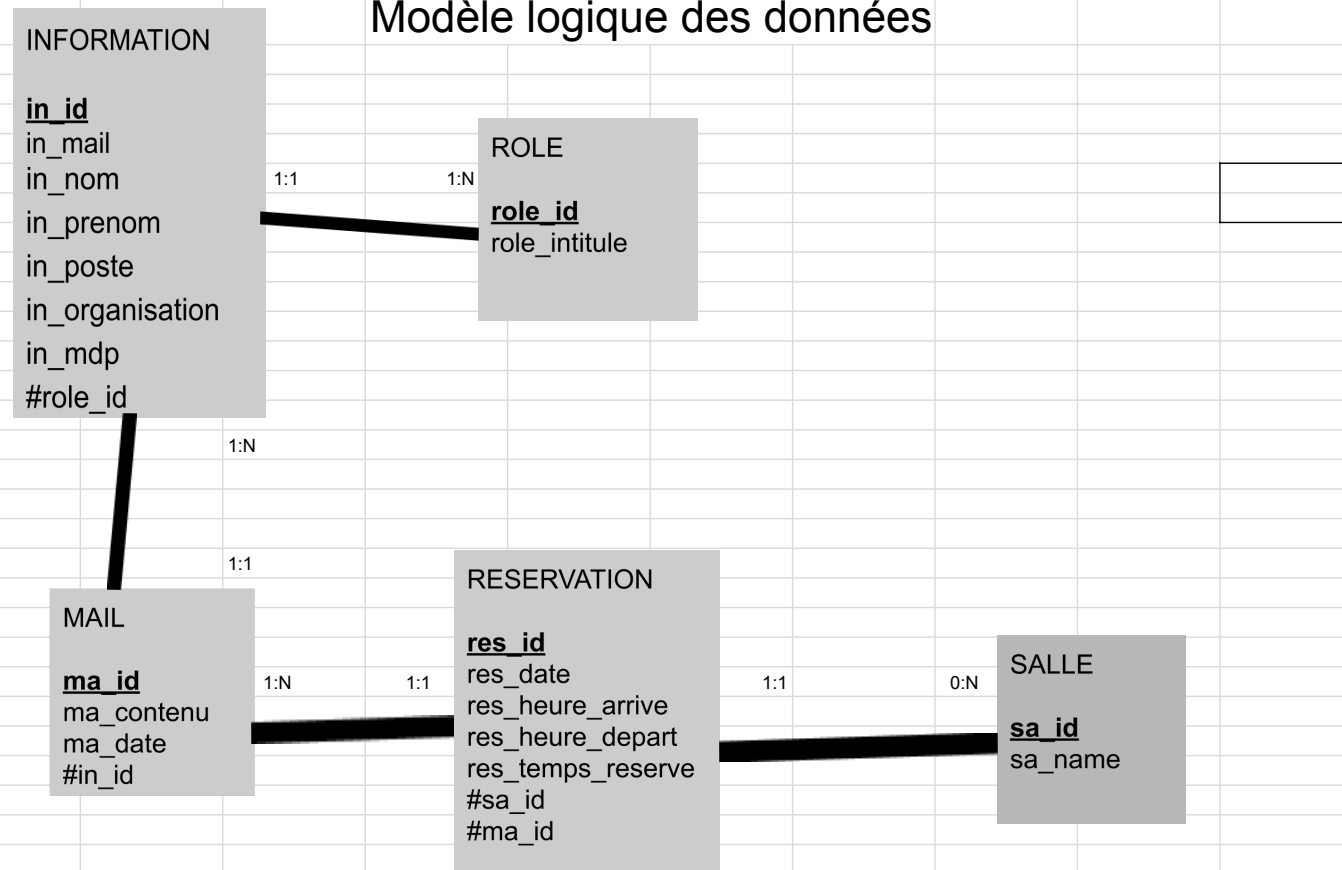 Modèle logique des données
INFORMATION
in_id
in_mail
in_nom
in_prenom
in_poste
in_organisation
in_mdp
#role_id
1:1
1:N
ROLE
role_id
role_intitule
1:N
1:1
MAIL
ma_id
ma_contenu
ma_date
#in_id
1:N
1:1
RESERVATION
res_id
res_date
res_heure_arrive
res_heure_depart
res_temps_reserve
#sa_id
#ma_id
1:1
0:N
SALLE
sa_id
sa_name